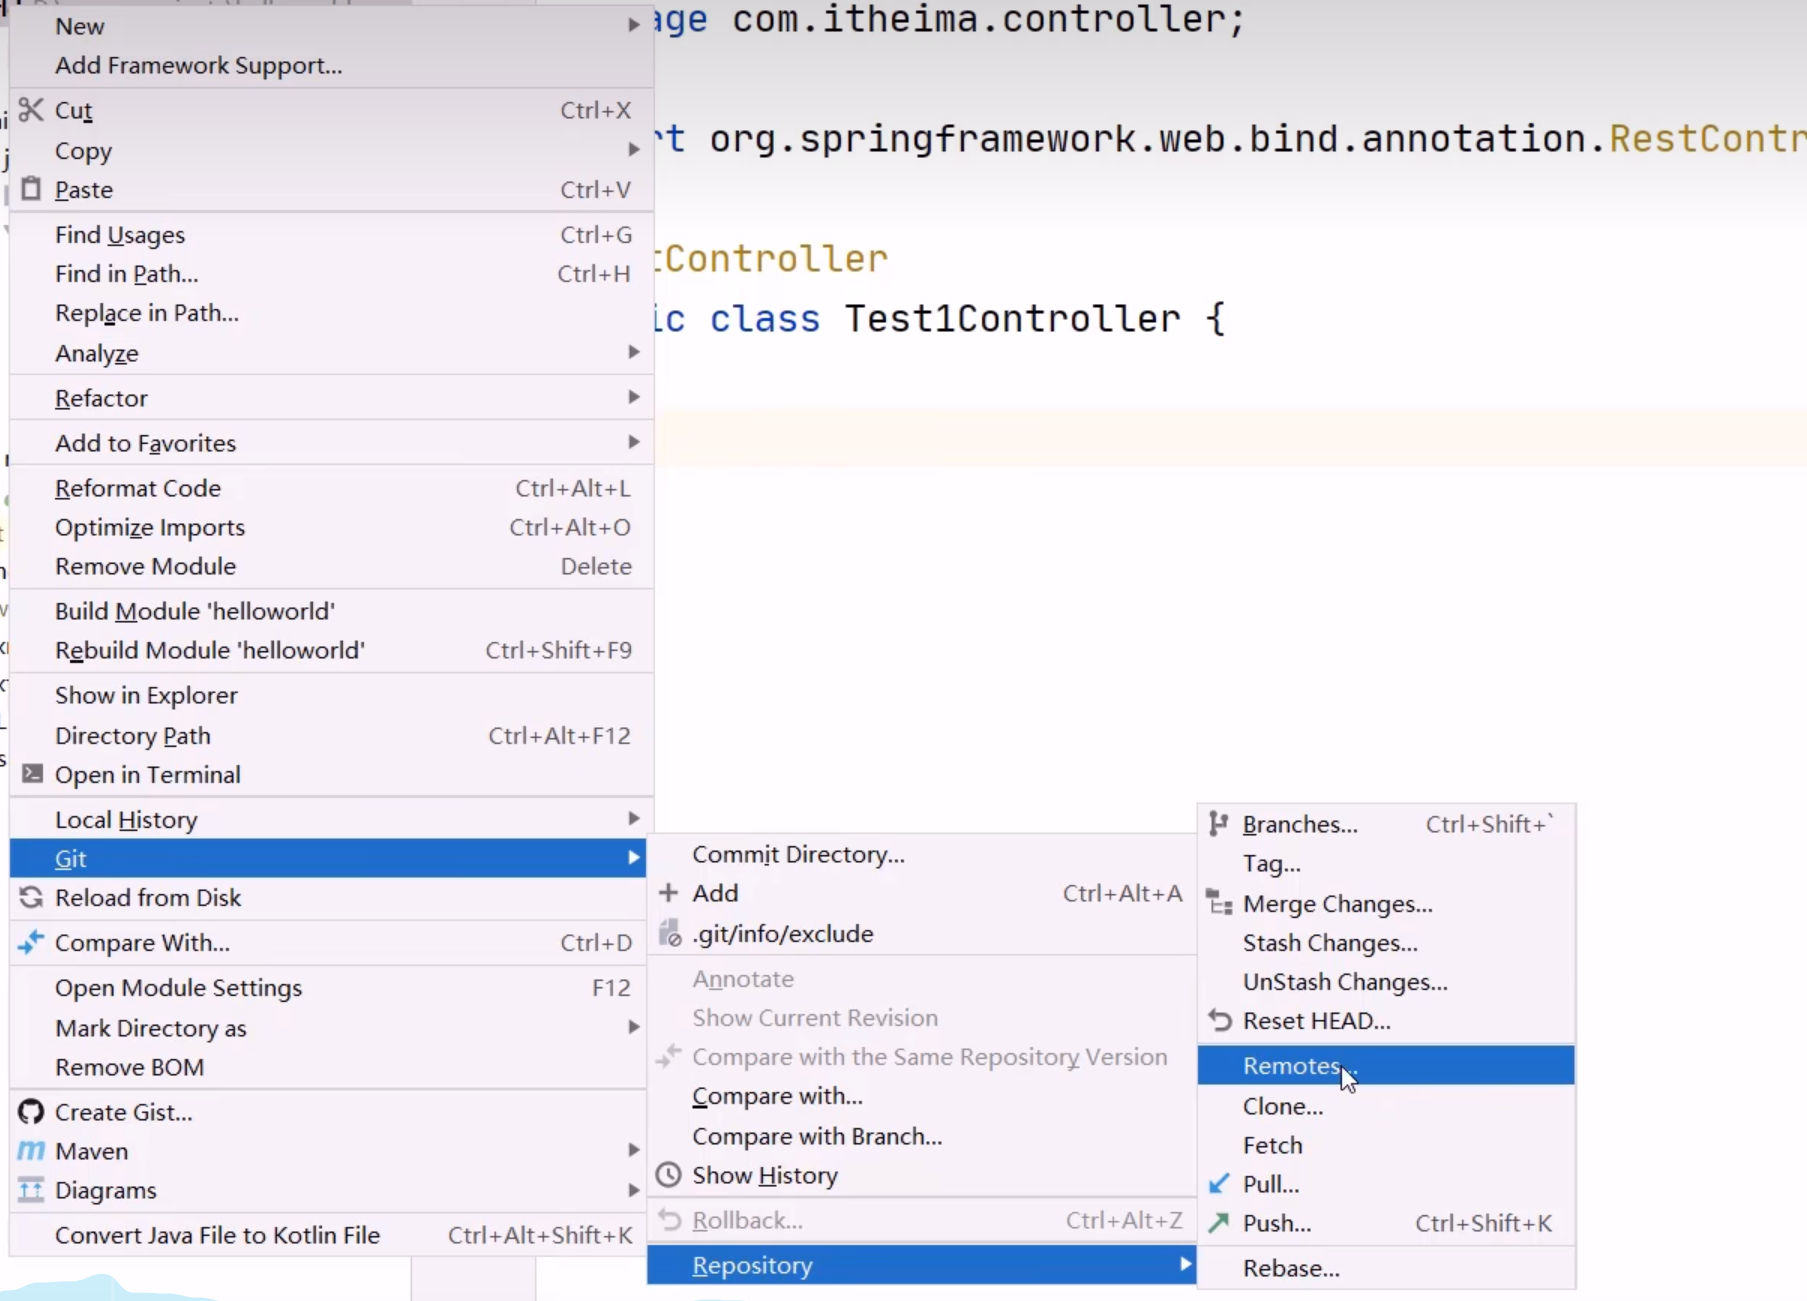 New
Add Framework Support...
Cut Ctrl+X
Copy
Paste Ctrl+V
Find Usages Ctrl+G
Find in Path... Ctrl+H
Replace in Path...
Analyze
Refactor
Add to Favorites
Reformat Code Ctrl+Alt+L
Optimize Imports Ctrl+Alt+O
Remove Module Delete
Build Module 'helloworld'
Rebuild Module 'helloworld' Ctrl+Shift+F9
Show in Explorer
Directory Path Ctrl+Alt+F12
Open in Terminal
Local History
Git
Reload from Disk
Compare With... Ctrl+D
Open Module Settings F12
Mark Directory as
Remove BOM
Create Gist...
Maven
Diagrams
Convert Java File to Kotlin File Ctrl+Alt+Shift+K
age com.itheima.controller;
rt org.springframework.web.bind.annotation.RestContr
tController
ic class Test1Controller {
Commit Directory...
Add Ctrl+Alt+A
.git/info/exclude
Annotate
Show Current Revision
Compare with the Same Repository Version
Compare with...
Compare with Branch...
Show History
Rollback... Ctrl+Alt+Z
Repository
Branches... Ctrl+Shift+`
Tag...
Merge Changes...
Stash Changes...
UnStash Changes...
Reset HEAD...
Remotes...
Clone...
Fetch
Pull...
Push... Ctrl+Shift+K
Rebase...